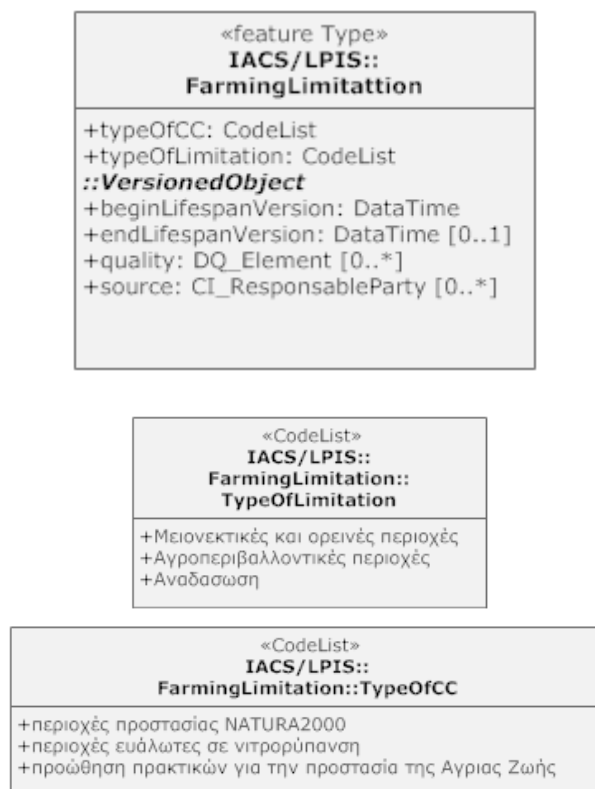 «feature Type»
IACS/LPIS::
FarmingLimitattion
+typeOfCC: CodeList
+typeOfLimitation: CodeList
::VersionedObject
+beginLifespanVersion: DataTime
+endLifespanVersion: DataTime [0..1]
+quality: DQ_Element [0..*]
+source: CI_ResponsableParty [0..*]
«CodeList»
IACS/LPIS::
FarmingLimitation::
TypeOfLimitation
+Μειονεκτικές και ορεινές περιοχές
+Αγροπεριβαλλοντικές περιοχές
+Αναδασωση
«CodeList»
IACS/LPIS::
FarmingLimitation::TypeOfCC
+περιοχές προστασίας NATURA2000
+περιοχές ευάλωτες σε νιτρορύπανση
+προώθηση πρακτικών για την προστασία της Αγριας Ζωής